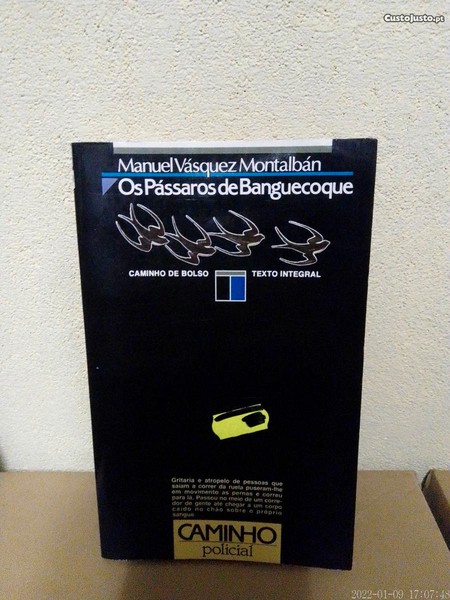 CustoJusto.pt
Manuel Vásquez Montalbán
Os Pássaros de Banguecoque
CAMINHO DE BOLSO TEXTO INTEGRAL
Gritaria e atropelo de pessoas que
saiam a correr da ruela puseram-lhe
em movimento as pernas e correu
para lá. Passou no meio de um corre-
dor de gente até chegar a um corpo
caído no chão sobre o próprio
sangue
CAMINHO
policial
2022-01-09 17:07:48